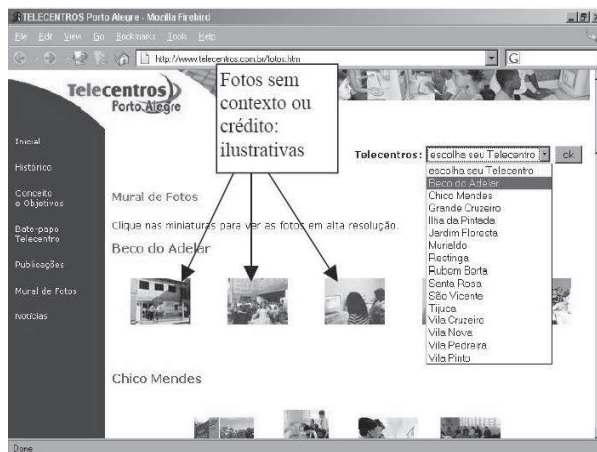 TELECENTROS Porto Alegre - Mozilla Firebird
File Edit View Go Bookmarks Tools Help
http://www.telecentros.com.br/fotos.htm
G
Telecentros
Porto Alegre
Fotos sem
contexto ou
crédito:
ilustrativas
Inicial
Histórico
Conceito
e Objetivos
Bate-papo
Telecentro
Publicações
Mural de Fotos
Notícias
Telecentros:
escolha seu Telecentro
ok
escolha seu Telecentro
Beco do Adelar
Chico Mendes
Grande Cruzeiro
Ilha da Pintada
Jardim Floresta
Murialdo
Restinga
Rubem Berta
Santa Rosa
São Vicente
Tijuca
Vila Cruzeiro
Vila Nova
Vila Pedreira
Vila Pinto
Mural de Fotos
Clique nas miniaturas para ver as fotos em alta resolução.
Beco do Adelar
Chico Mendes
Done